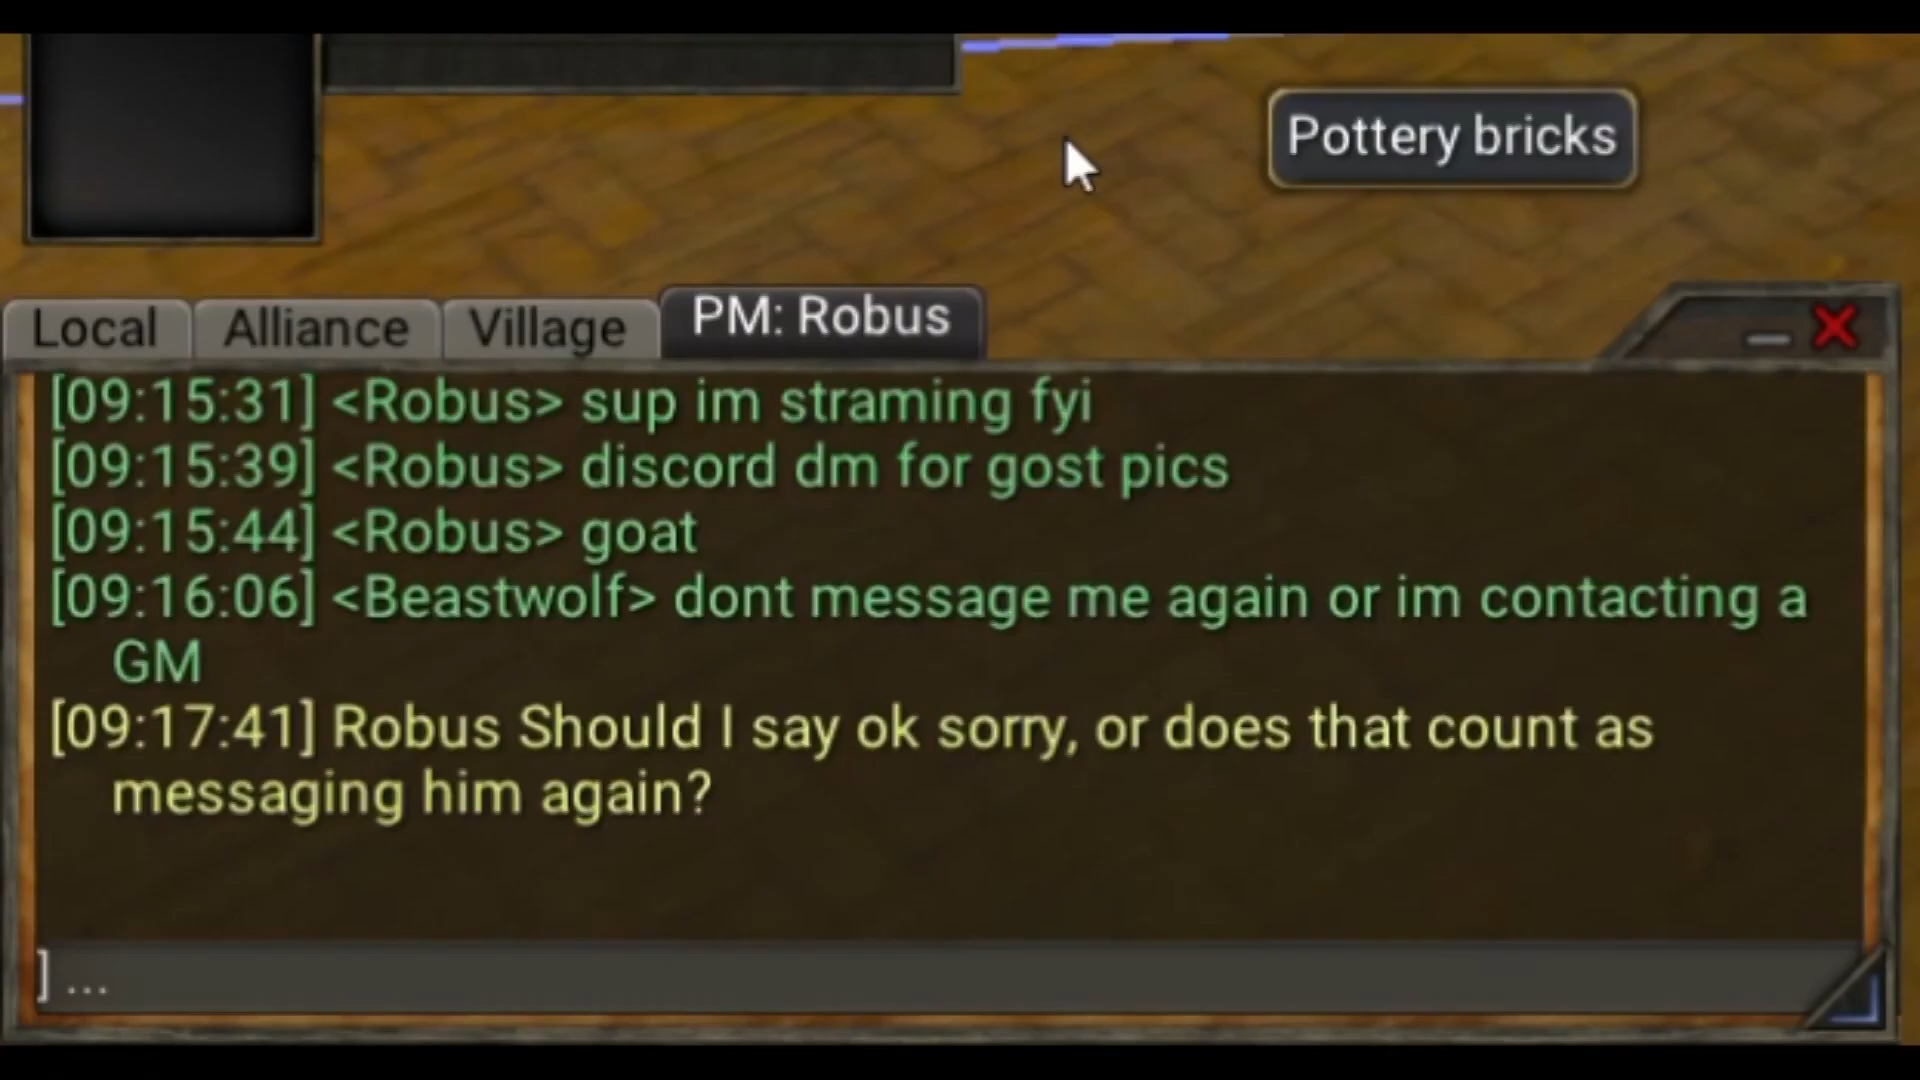 Pottery bricks
Local Alliance Village PM: Robus
[09:15:31] <Robus> sup im straming fyi
[09:15:39] <Robus> discord dm for gost pics
[09:15:44] <Robus> goat
[09:16:06] <Beastwolf> dont message me again or im contacting a
GM
[09:17:41] Robus Should I say ok sorry, or does that count as
messaging him again?
] ...